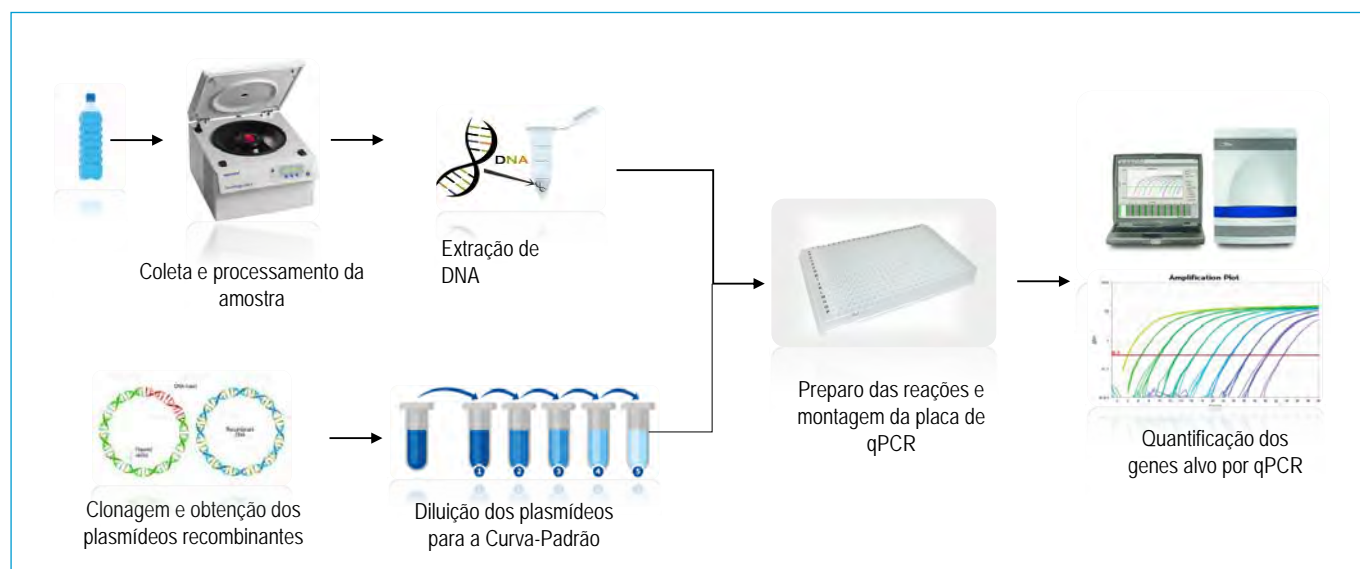 DNA
Coleta e processamento da
amostra
Extração de
DNA
Recombinant
DNA
1
2
3
4
5
Clonagem e obtenção dos
plasmídeos recombinantes
Diluição dos plasmídeos
para a Curva-Padrão
Preparo das reações e
montagem da placa de
qPCR
Amplification Plot
Quantificação dos
genes alvo por qPCR